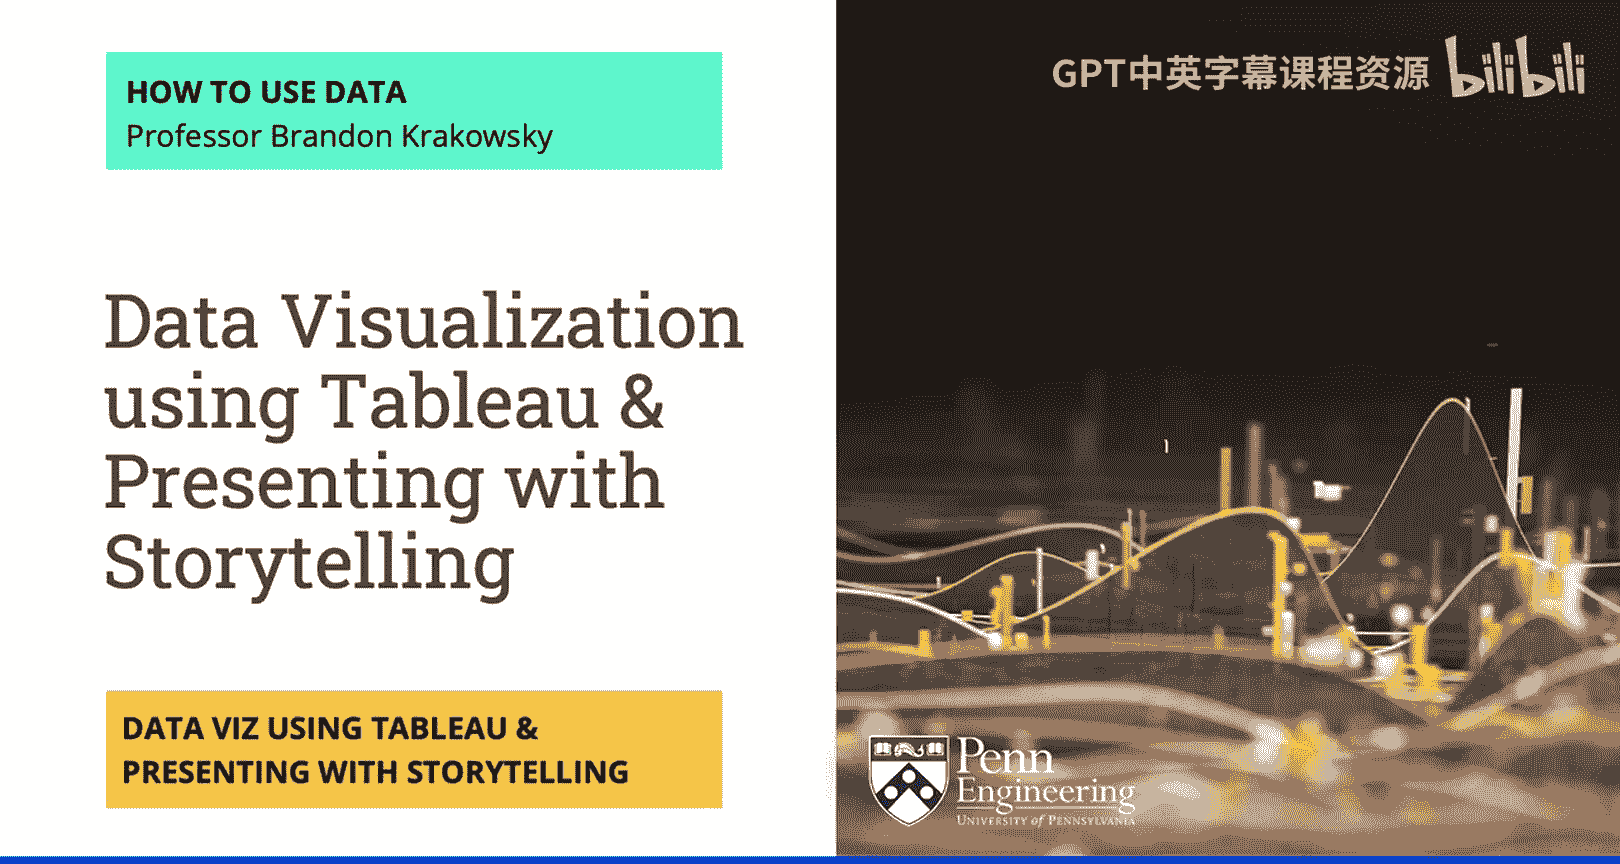 HOW TO USE DATA
Professor Brandon Krakowsky
GPT中英字幕课程资源 bilibili
Data Visualization
using Tableau &
Presenting with
Storytelling
DATA VIZ USING TABLEAU &
PRESENTING WITH STORYTELLING
Penn
Engineering
UNIVERSITY of PENNSYLVANIA